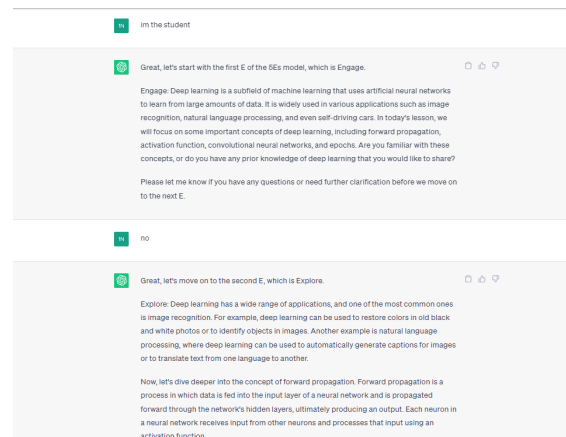 im the student
Great, let's start with the first E of the 5Es model, which is Engage.
Engage: Deep learning is a subfield of machine learning that uses artificial neural networks
to learn from large amounts of data. It is widely used in various applications such as image
recognition, natural language processing, and even self-driving cars. In today's lesson, we
will focus on some important concepts of deep learning, including forward propagation,
activation function, convolutional neural networks, and epochs. Are you familiar with these
concepts, or do you have any prior knowledge of deep learning that you would like to share?
Please let me know if you have any questions or need further clarification before we move on
to the next E.
no
Great, let's move on to the second E, which is Explore.
Explore: Deep learning has a wide range of applications, and one of the most common ones
is image recognition. For example, deep learning can be used to restore colors in old black
and white photos or to identify objects in images. Another example is natural language
processing, where deep learning can be used to automatically generate captions for images
or to translate text from one language to another.
Now, let's dive deeper into the concept of forward propagation. Forward propagation is a
process in which data is fed into the input layer of a neural network and is propagated
forward through the network's hidden layers, ultimately producing an output. Each neuron in
a neural network receives input from other neurons and processes that input using an
activation function.